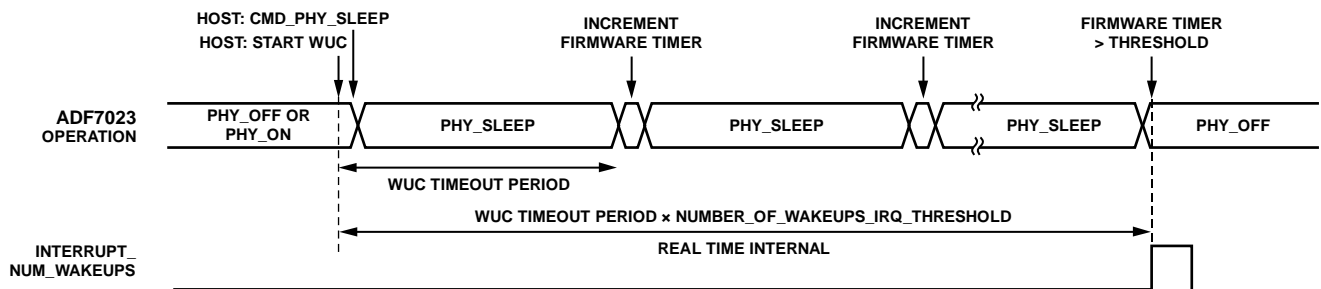 HOST: CMD_PHY_SLEEP
HOST: START WUC
INCREMENT
FIRMWARE TIMER
INCREMENT
FIRMWARE TIMER
FIRMWARE TIMER
> THRESHOLD
ADF7023
OPERATION
PHY_OFF OR
PHY_ON
PHY_SLEEP
PHY_SLEEP
PHY_SLEEP
PHY_OFF
WUC TIMEOUT PERIOD
WUC TIMEOUT PERIOD × NUMBER_OF_WAKEUPS_IRQ_THRESHOLD
REAL TIME INTERNAL
INTERRUPT_
NUM_WAKEUPS